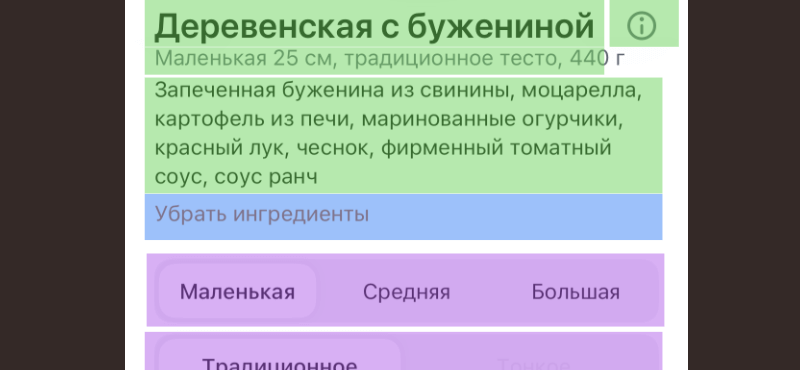 Деревенская с бужениной
Маленькая 25 см, традиционное тесто, 440 г
Запеченная буженина из свинины, моцарелла,
картофель из печи, маринованные огурчики,
красный лук, чеснок, фирменный томатный
соус, соус ранч
Убрать ингредиенты
Маленькая Средняя Большая
Традиционное Тонкое